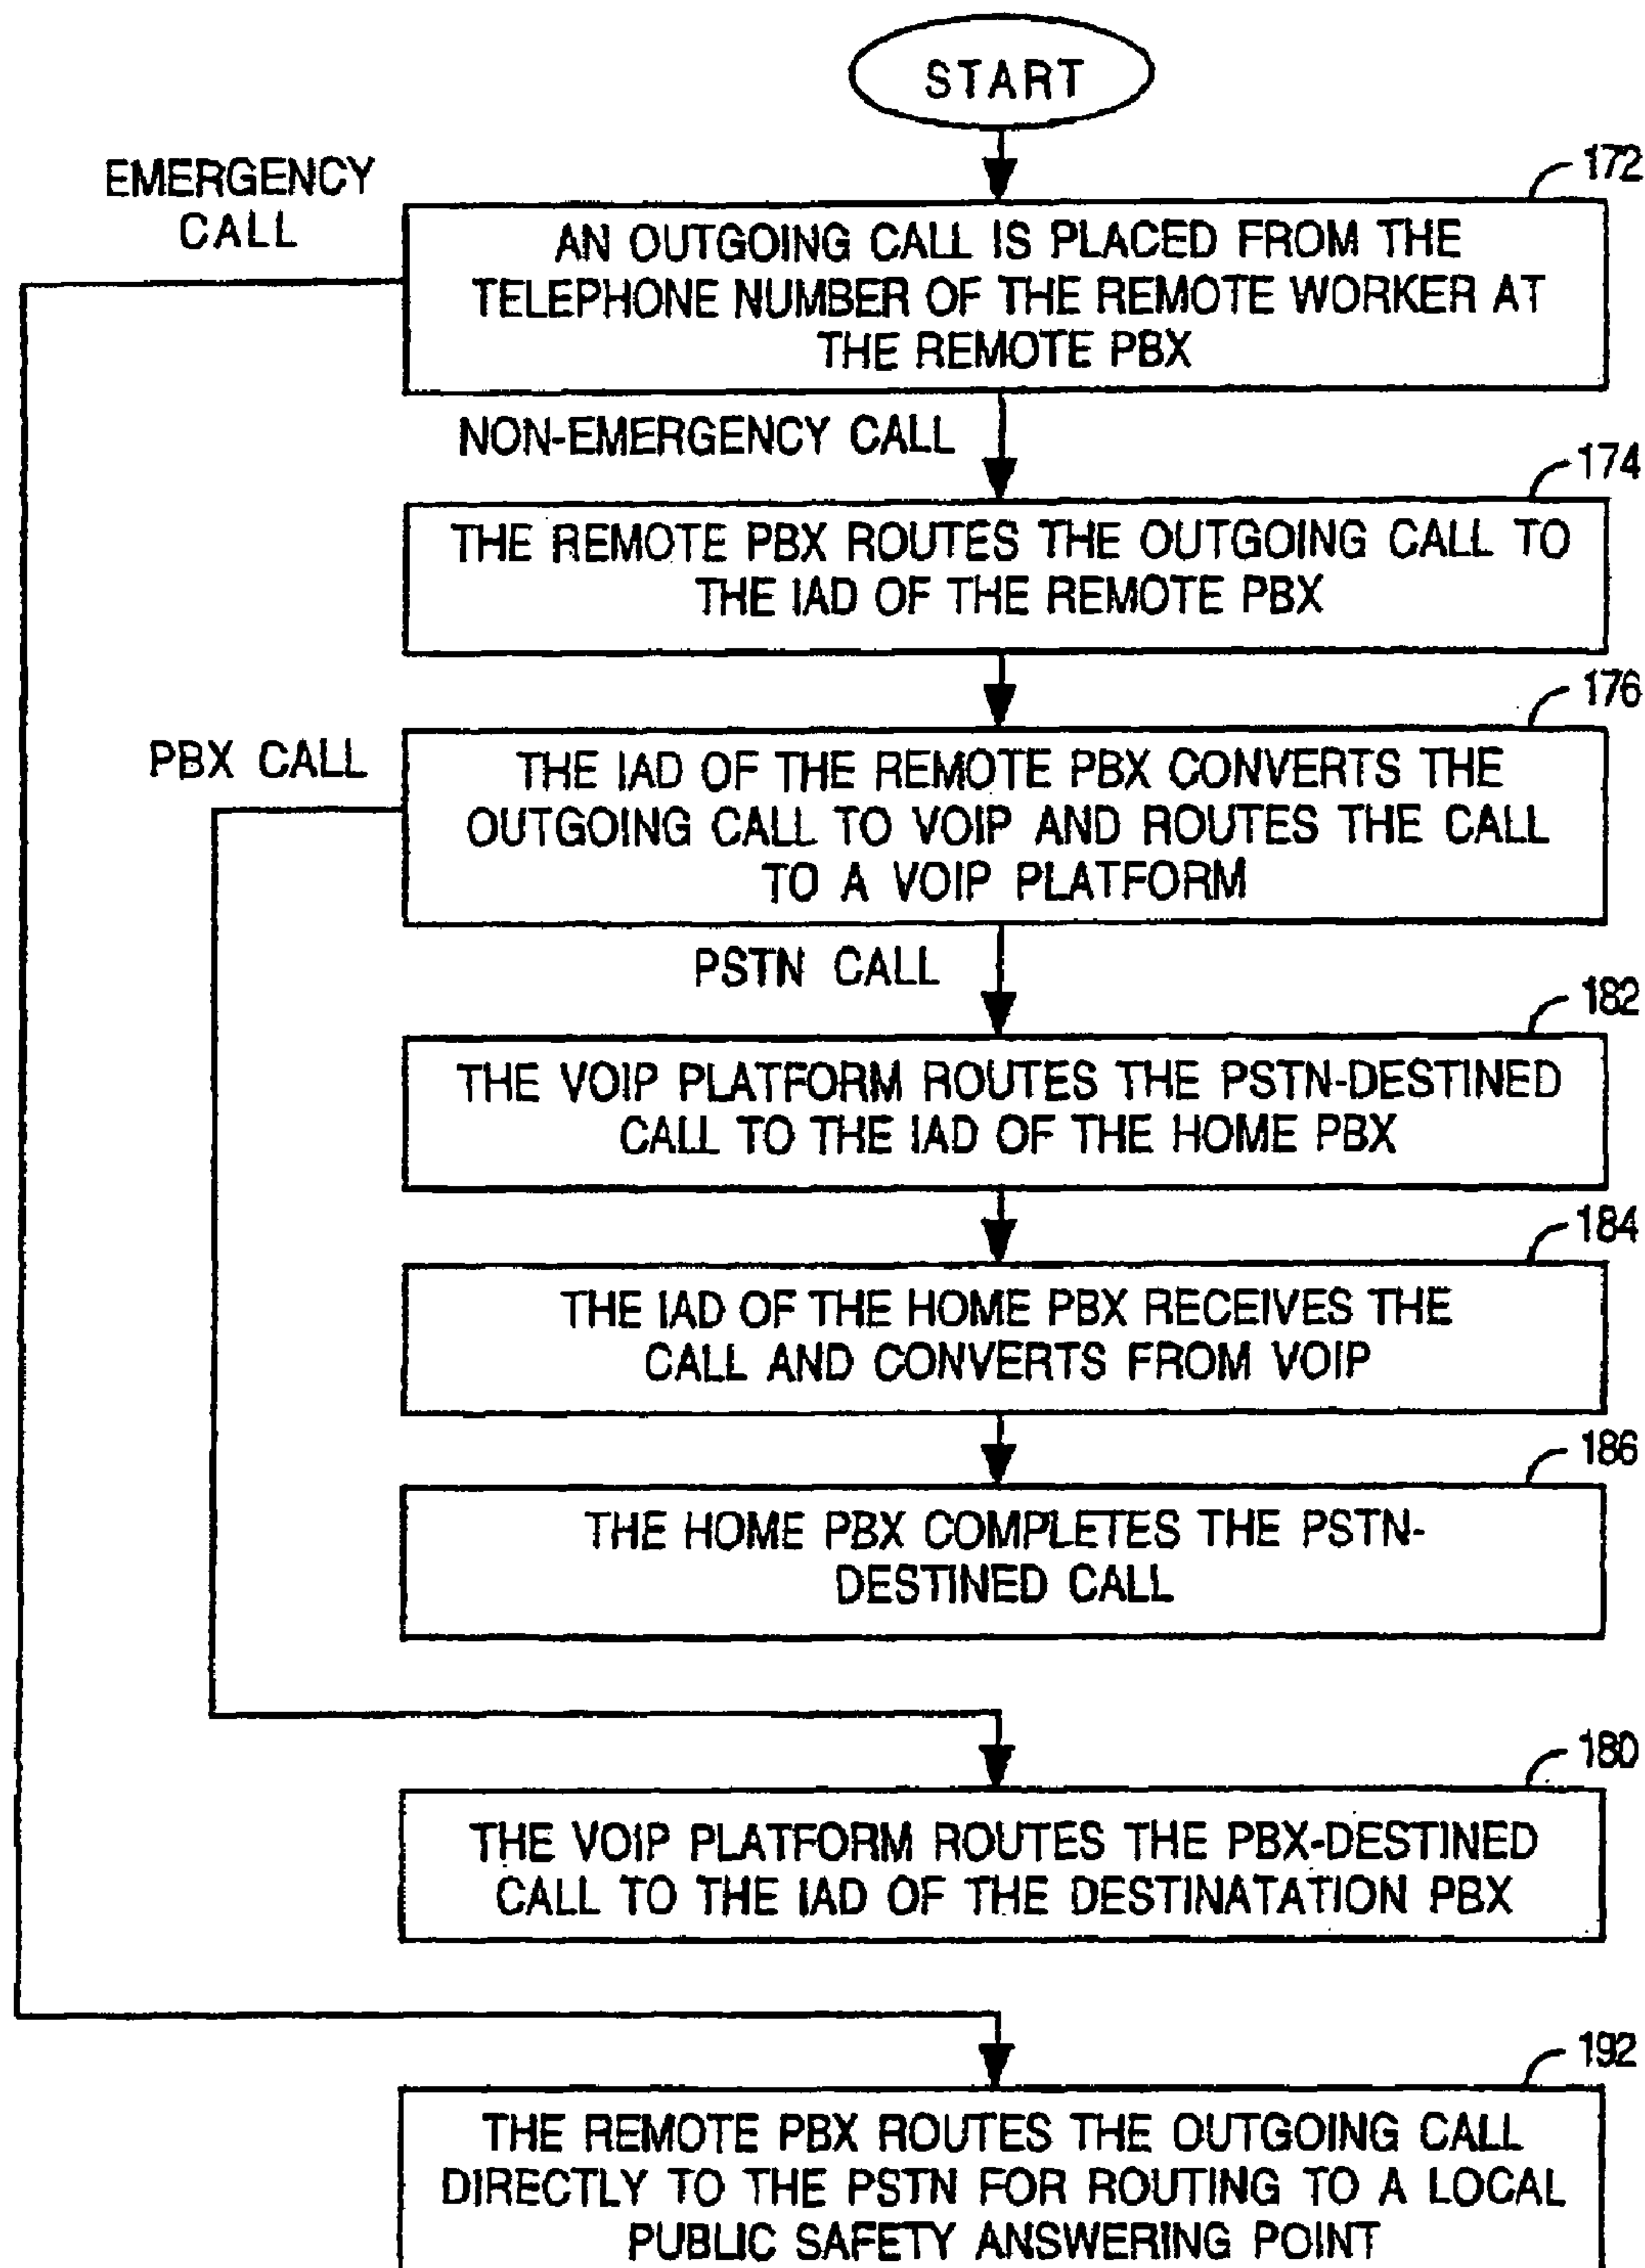 START
EMERGENCY
CALL
172
AN OUTGOING CALL IS PLACED FROM THE
TELEPHONE NUMBER OF THE REMOTE WORKER AT
THE REMOTE PBX
NON-EMERGENCY CALL
174
THE REMOTE PBX ROUTES THE OUTGOING CALL TO
THE IAD OF THE REMOTE PBX
176
PBX CALL
THE IAD OF THE REMOTE PBX CONVERTS THE
OUTGOING CALL TO VOIP AND ROUTES THE CALL
TO A VOIP PLATFORM
PSTN CALL
182
THE VOIP PLATFORM ROUTES THE PSTN-DESTINED
CALL TO THE IAD OF THE HOME PBX
184
THE IAD OF THE HOME PBX RECEIVES THE
CALL AND CONVERTS FROM VOIP
186
THE HOME PBX COMPLETES THE PSTN-
DESTINED CALL
180
THE VOIP PLATFORM ROUTES THE PBX-DESTINED
CALL TO THE IAD OF THE DESTINATATION PBX
192
THE REMOTE PBX ROUTES THE OUTGOING CALL
DIRECTLY TO THE PSTN FOR ROUTING TO A LOCAL
PUBLIC SAFETY ANSWERING POINT